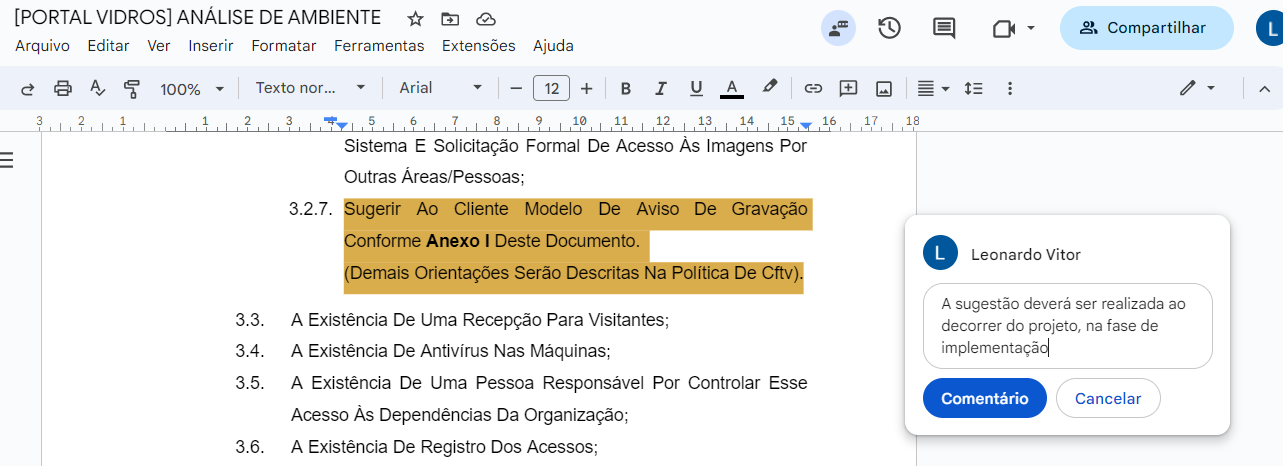 [PORTAL VIDROS] ANÁLISE DE AMBIENTE
Arquivo Editar Ver Inserir Formatar Ferramentas Extensões Ajuda
Compartilhar
L
100% Texto nor... Arial 12 B I U A
3 2 1 1 2 3 4 5 6 7 8 9 10 11 12 13 14 15 16 17 18
Sistema E Solicitação Formal De Acesso Às Imagens Por
Outras Áreas/Pessoas;
3.2.7. Sugerir Ao Cliente Modelo De Aviso De Gravação
Conforme Anexo I Deste Documento.
(Demais Orientações Serão Descritas Na Política De Cftv).
3.3. A Existência De Uma Recepção Para Visitantes;
3.4. A Existência De Antivírus Nas Máquinas;
3.5. A Existência De Uma Pessoa Responsável Por Controlar Esse
Acesso Às Dependências Da Organização;
3.6. A Existência De Registro Dos Acessos;
L Leonardo Vitor
A sugestão deverá ser realizada ao
decorrer do projeto, na fase de
implementação
Comentário Cancelar